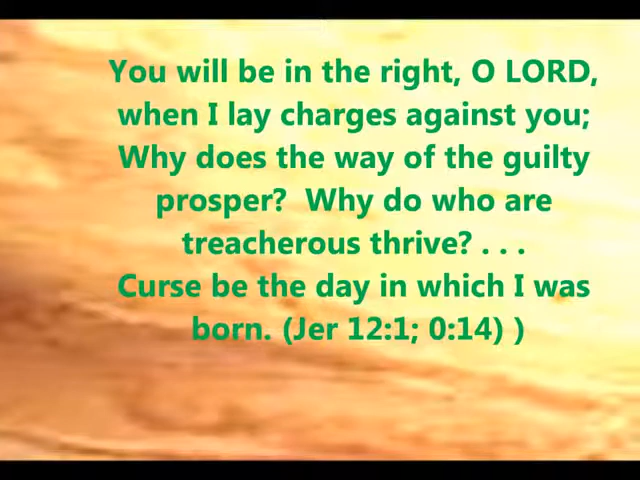 You will be in the right, O LORD,
when I lay charges against you;
Why does the way of the guilty
prosper?  Why do who are
treacherous thrive? . . .
Curse be the day in which I was
born. (Jer 12:1; 0:14) )